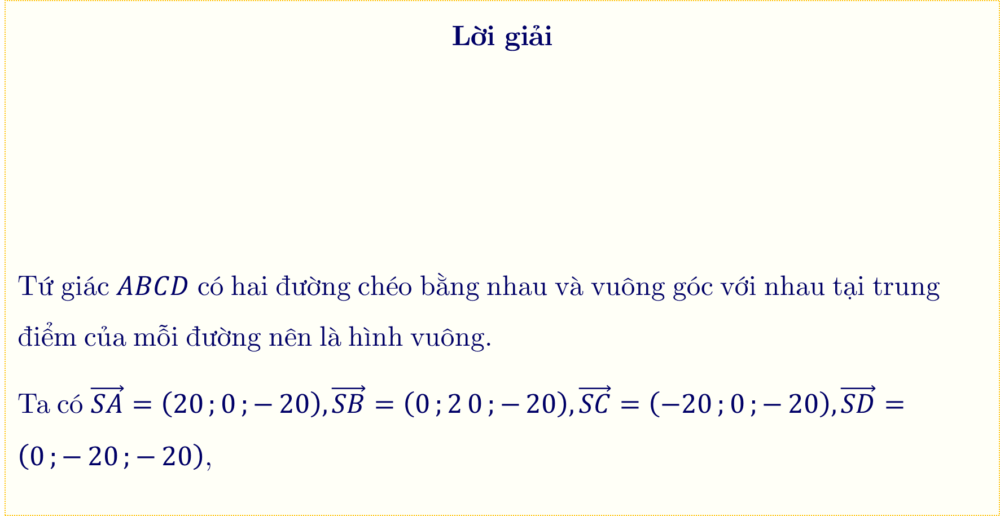 Lời giải
Tứ giác ABCD có hai đường chéo bằng nhau và vuông góc với nhau tại trung
điểm của mỗi đường nên là hình vuông.
Ta có $\overrightarrow{SA}$ = (20 ; 0 ; − 20), $\overrightarrow{SB}$ = (0 ; 2 0 ; − 20), $\overrightarrow{SC}$ = (−20 ; 0 ; − 20), $\overrightarrow{SD}$ =
(0 ; − 20 ; − 20),